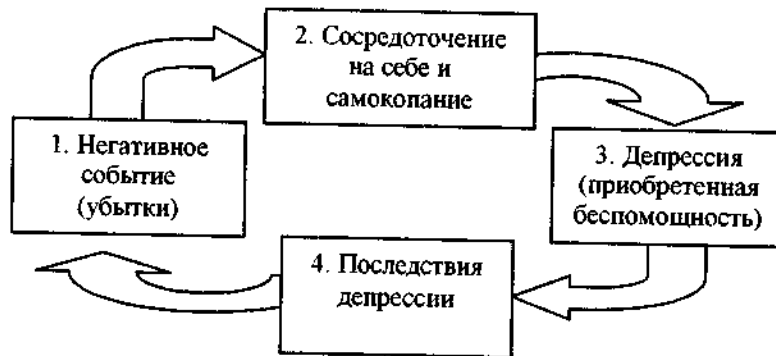 1. Негативное
событие
(убытки)
2. Сосредоточение
на себе и
самокопание
3. Депрессия
(приобретенная
беспомощность)
4. Последствия
депрессии